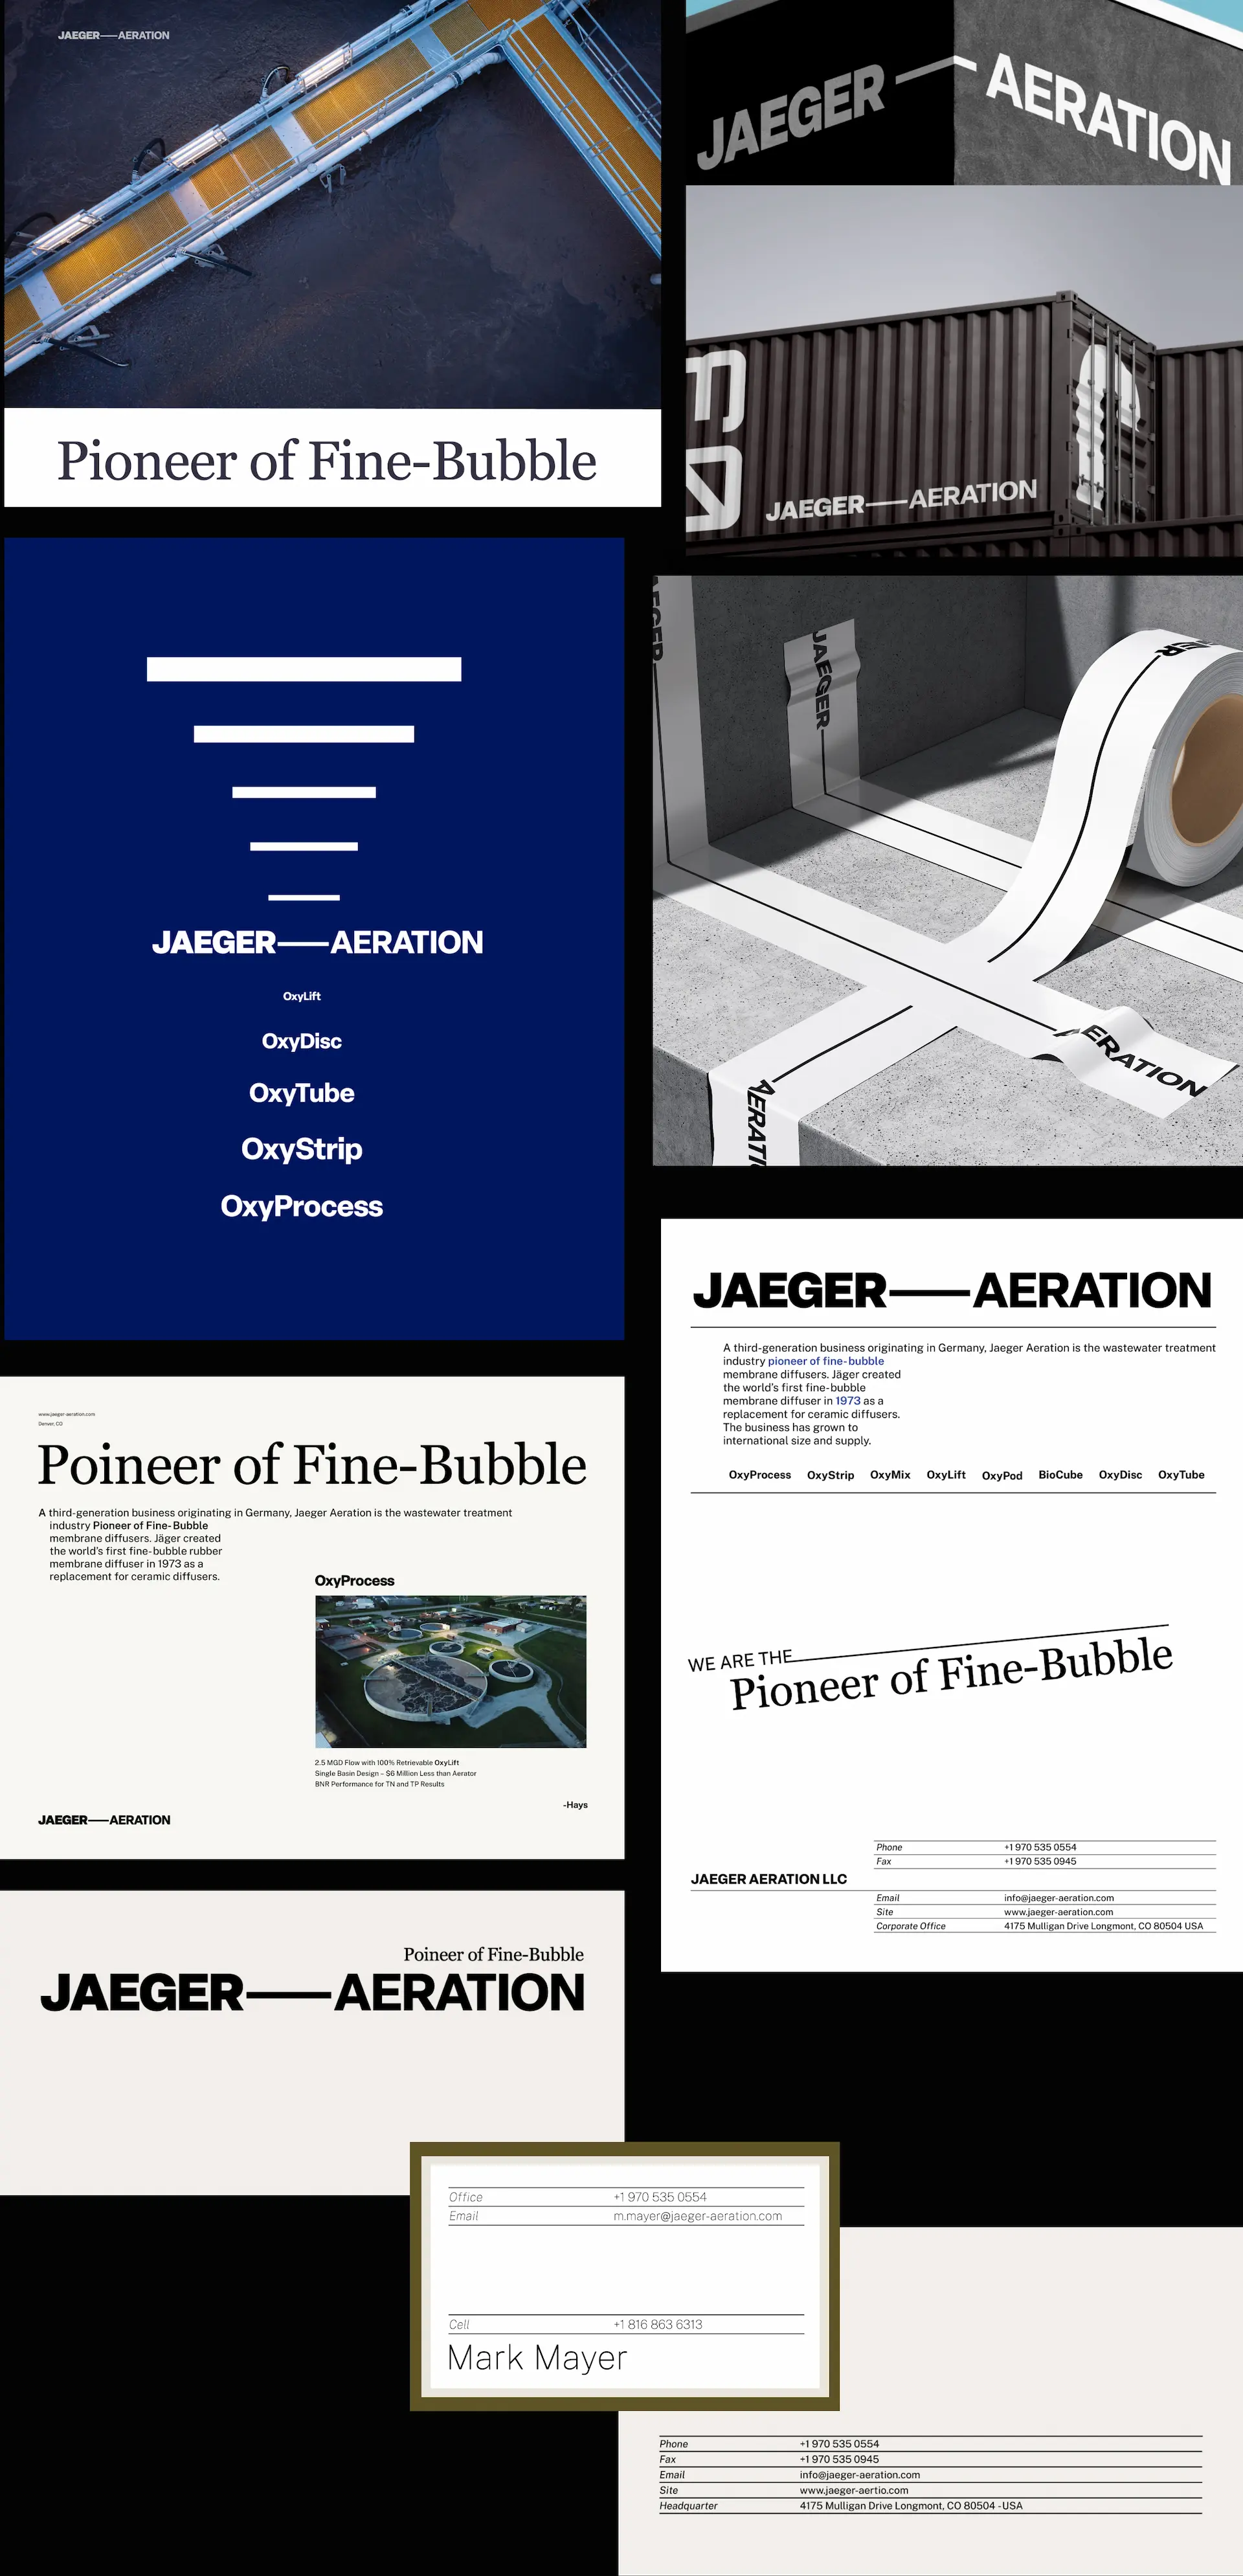 JAEGER—AERATION
Pioneer of Fine-Bubble
JAEGER—AERATION
JAEGER—AERATION
JAEGER—AERATION
OxyLift
OxyDisc
OxyTube
OxyStrip
OxyProcess
JAEGER
AERATION
JAEGER—AERATION
A third-generation business originating in Germany, Jaeger Aeration is the wastewater treatment
industry pioneer of fine-bubble
membrane diffusers. Jäger created
the world's first fine-bubble
membrane diffuser in 1973 as a
replacement for ceramic diffusers.
The business has grown to
international size and supply.
OxyProcess OxyStrip OxyMix OxyLift OxyPod BioCube OxyDisc OxyTube
WE ARE THE
Pioneer of Fine-Bubble
Phone +1 970 535 0554
Fax +1 970 535 0945
JAEGER AERATION LLC
Email info@jaeger-aeration.com
Site www.jaeger-aeration.com
Corporate Office 4175 Mulligan Drive Longmont, CO 80504 USA
www.jaeger-aeration.com
Denver, CO
Poineer of Fine-Bubble
A third-generation business originating in Germany, Jaeger Aeration is the wastewater treatment
industry Pioneer of Fine-Bubble
membrane diffusers. Jäger created
the world's first fine-bubble rubber
membrane diffuser in 1973 as a
replacement for ceramic diffusers.
OxyProcess
2.5 MGD Flow with 100% Retrievable OxyLift
Single Basin Design – $6 Million Less than Aerator
BNR Performance for TN and TP Results
-Hays
JAEGER—AERATION
Poineer of Fine-Bubble
JAEGER—AERATION
Office +1 970 535 0554
Email m.mayer@jaeger-aeration.com
Cell +1 816 863 6313
Mark Mayer
Phone +1 970 535 0554
Fax +1 970 535 0945
Email info@jaeger-aeration.com
Site www.jaeger-aertio.com
Headquarter 4175 Mulligan Drive Longmont, CO 80504 -USA